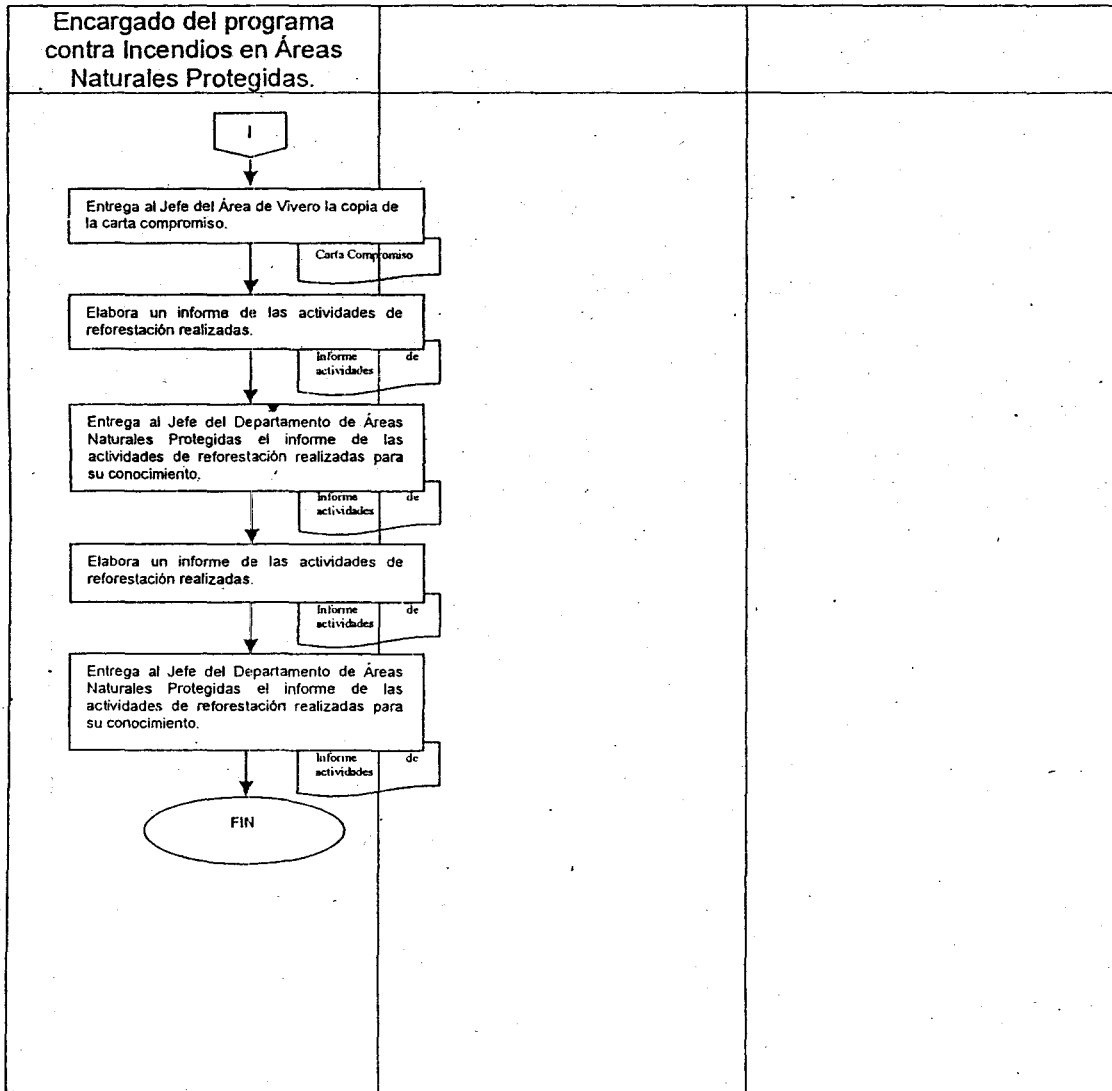 Encargado del programa
contra Incendios en Áreas
Naturales Protegidas.
1
Entrega al Jefe del Área de Vivero la copia de
la carta compromiso.
Carta Compromiso
Elabora un informe de las actividades de
reforestación realizadas.
Informe de
actividades
Entrega al Jefe del Departamento de Áreas
Naturales Protegidas el informe de las
actividades de reforestación realizadas para
su conocimiento.
Informe de
actividades
Elabora un informe de las actividades de
reforestación realizadas.
Informe de
actividades
Entrega al Jefe del Departamento de Áreas
Naturales Protegidas el informe de las
actividades de reforestación realizadas para
su conocimiento.
Informe de
actividades
FIN